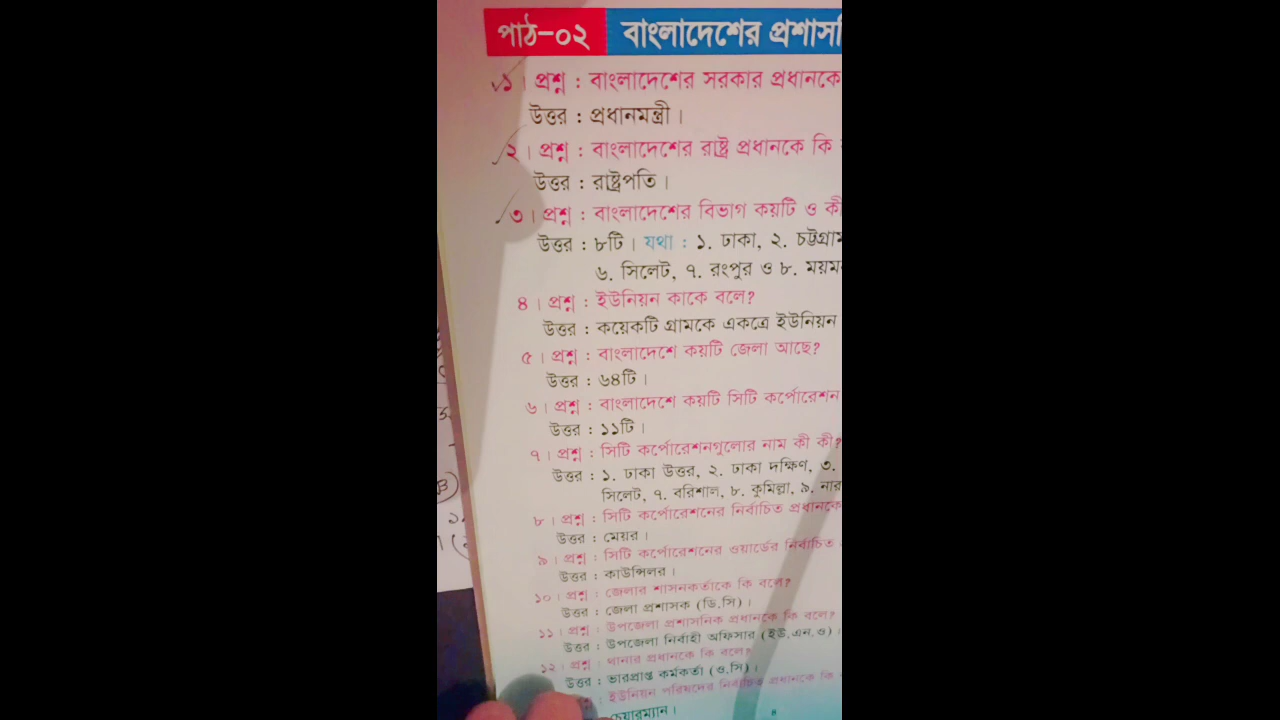 পাঠ-০২ বাংলাদেশের
১। প্রশ্ন : বাংলাদেশের সরকার প্রধানকে
উত্তর : প্রধানমন্ত্রী।
২। প্রশ্ন : বাংলাদেশের রাষ্ট্র প্রধানকে কি
উত্তর : রাষ্ট্রপতি।
৩। প্রশ্ন : বাংলাদেশের বিভাগ কয়টি ও কী
উত্তর : ৮টি। যথা : ১. ঢাকা, ২. চট্টগ্রাম
৬. সিলেট, ৭. রংপুর ও ৮.
৪। প্রশ্ন : ইউনিয়ন কাকে বলে?
উত্তর : কয়েকটি গ্রামকে একত্রে ইউনিয়ন
৫। প্রশ্ন : বাংলাদেশে কয়টি জেলা আছে?
উত্তর : ৬৪টি।
৬। প্রশ্ন : বাংলাদেশে কয়টি সিটি কর্পোরেশন
উত্তর : ১১টি।
৭। প্রশ্ন : সিটি কর্পোরেশনগুলোর নাম কী কী?
উত্তর : ১. ঢাকা উত্তর, ২. ঢাকা দক্ষিণ, ৩.
সিলেট, ৭. বরিশাল, ৮. কুমিল্লা, ৯.
৮। প্রশ্ন : সিটি কর্পোরেশনের নির্বাচিত প্রধানকে
উত্তর : মেয়র।
৯। প্রশ্ন : সিটি কর্পোরেশনের ওয়ার্ডের নির্বাচিত
উত্তর : কাউন্সিলর।
১০। প্রশ্ন : জেলার শাসনকর্তাকে কি বলে?
উত্তর : জেলা প্রশাসক (ডি.সি)।
১১। প্রশ্ন : উপজেলা প্রশাসনিক প্রধানকে কি বলে?
উত্তর : উপজেলা নির্বাহী অফিসার (ইউ.এন.ও)।
১২। প্রশ্ন : থানার প্রধানকে কি বলে?
উত্তর : ভারপ্রাপ্ত কর্মকর্তা (ও.সি)।
: ইউনিয়ন পরিষদের নির্বাচিত প্রধানকে কি
চেয়ারম্যান।